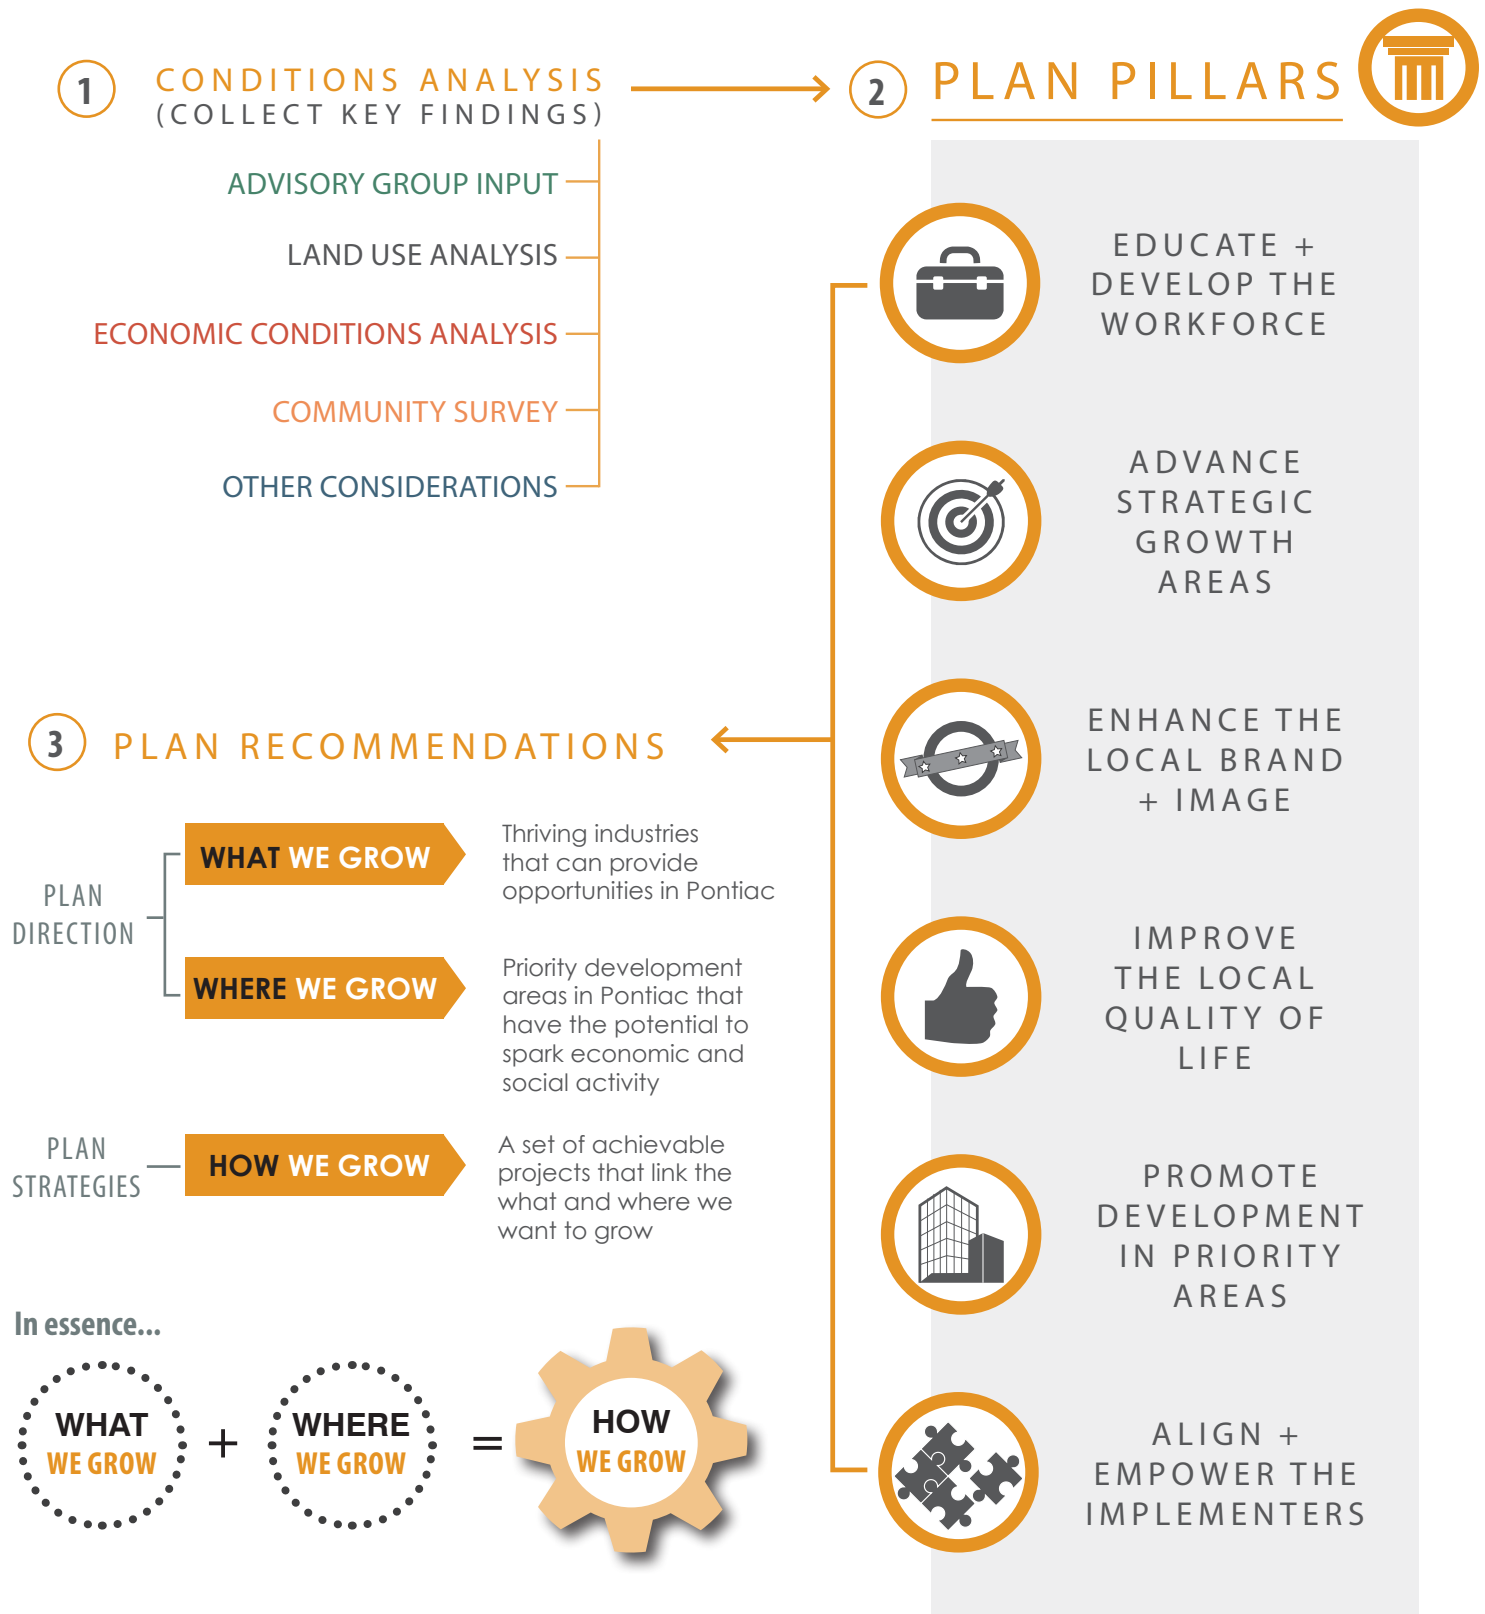 1
CONDITIONS ANALYSIS
(COLLECT KEY FINDINGS)
ADVISORY GROUP INPUT
LAND USE ANALYSIS
ECONOMIC CONDITIONS ANALYSIS
COMMUNITY SURVEY
OTHER CONSIDERATIONS
2
PLAN PILLARS
EDUCATE +
DEVELOP THE
WORKFORCE
ADVANCE
STRATEGIC
GROWTH
AREAS
ENHANCE THE
LOCAL BRAND
+ IMAGE
IMPROVE
THE LOCAL
QUALITY OF
LIFE
PROMOTE
DEVELOPMENT
IN PRIORITY
AREAS
ALIGN +
EMPOWER THE
IMPLEMENTERS
3
PLAN RECOMMENDATIONS
PLAN
DIRECTION
WHAT WE GROW
Thriving industries
that can provide
opportunities in Pontiac
WHERE WE GROW
Priority development
areas in Pontiac that
have the potential to
spark economic and
social activity
PLAN
STRATEGIES
HOW WE GROW
A set of achievable
projects that link the
what and where we
want to grow
In essence...
WHAT
WE GROW
+
WHERE
WE GROW
=
HOW
WE GROW